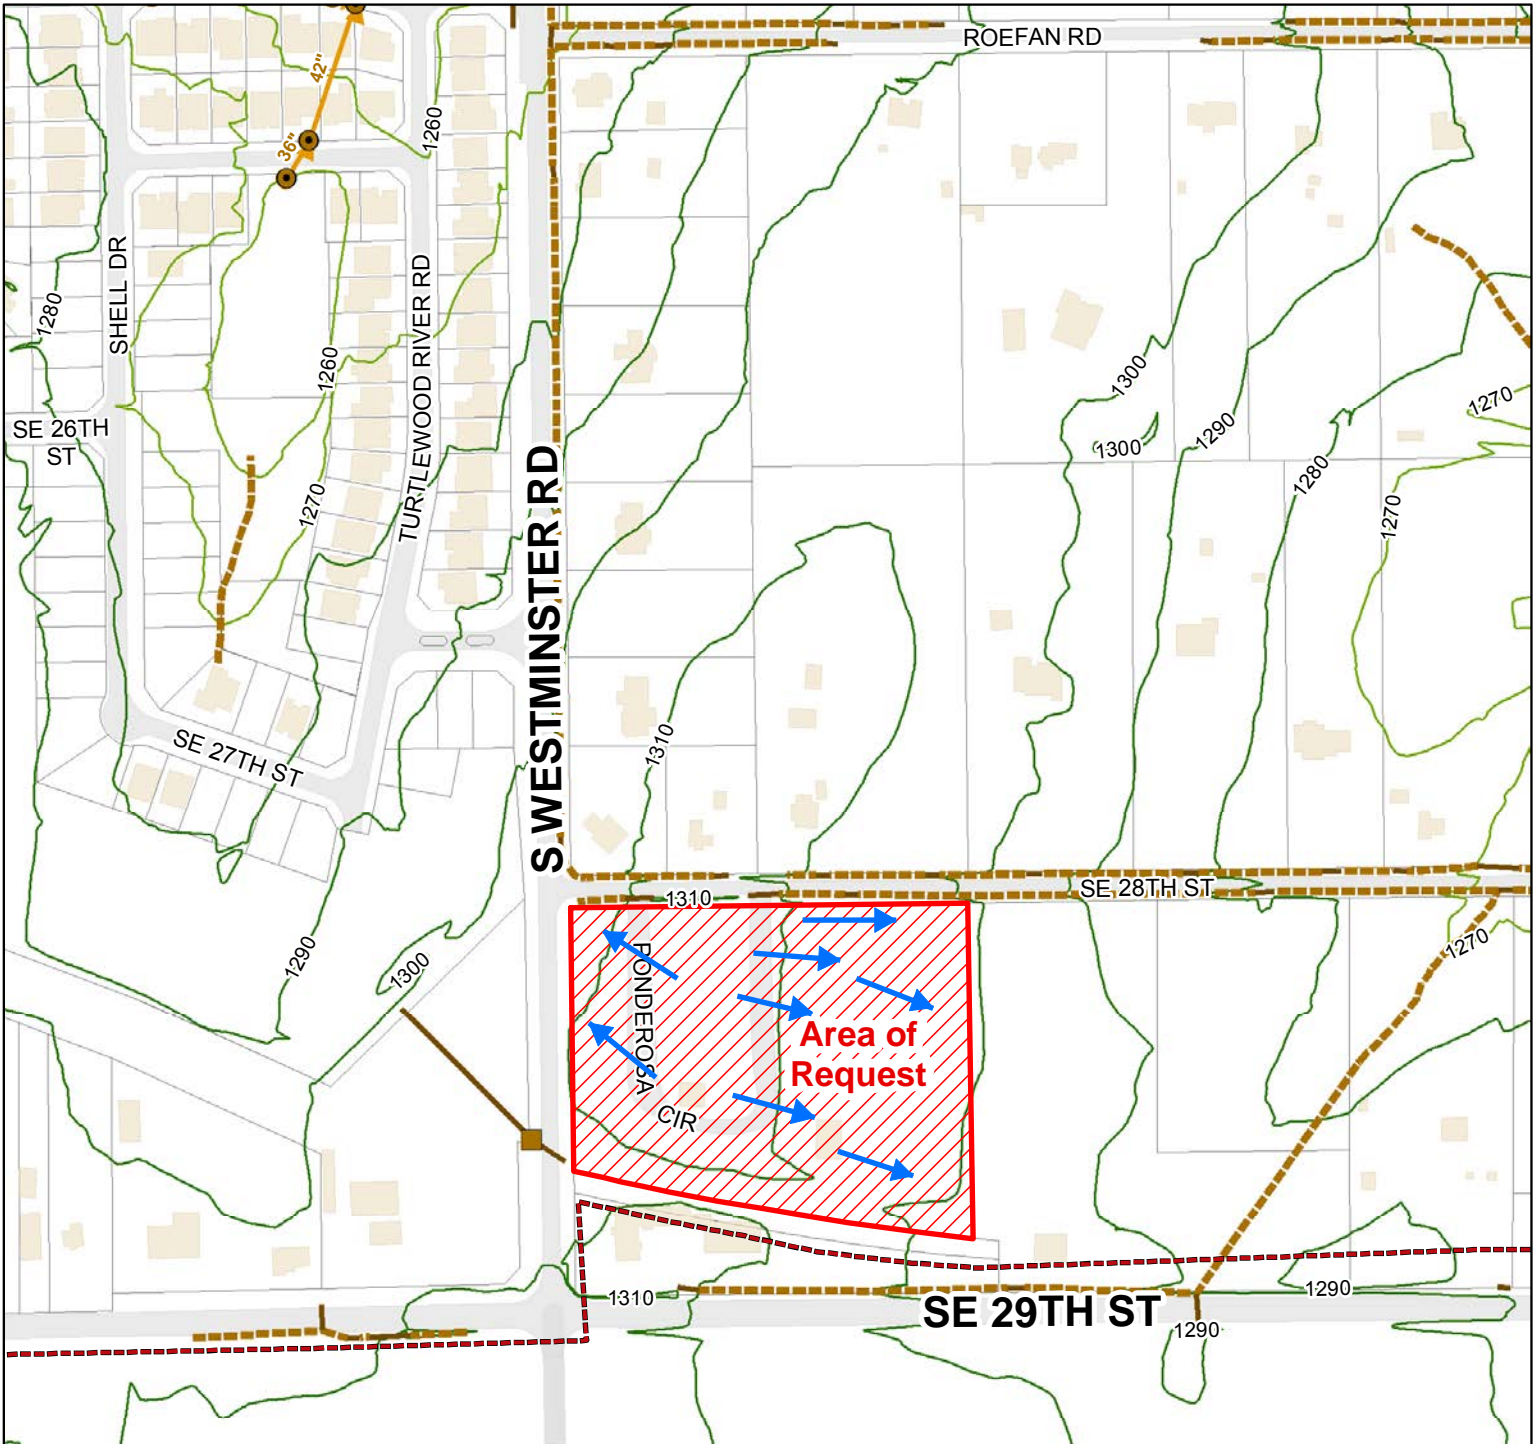 ROEFAN RD
42"
36"
1260
SHELL DR
1280
TURTLEWOOD RIVER RD
1260
1300
1270
SE 26TH
ST
1300
1290
1280
1270
1270
S WESTMINSTER RD
SE 27TH ST
1310
SE 28TH ST
1310
1290
1300
1270
PONDEROSA
CIR
Area of
Request
1310
SE 29TH ST
1290
1290